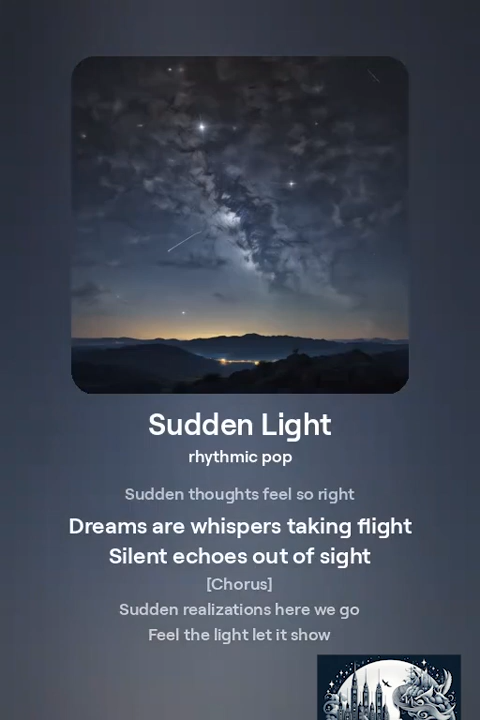 Sudden Light
rhythmic pop
Sudden thoughts feel so right
Dreams are whispers taking flight
Silent echoes out of sight
[Chorus]
Sudden realizations here we go
Feel the light let it show